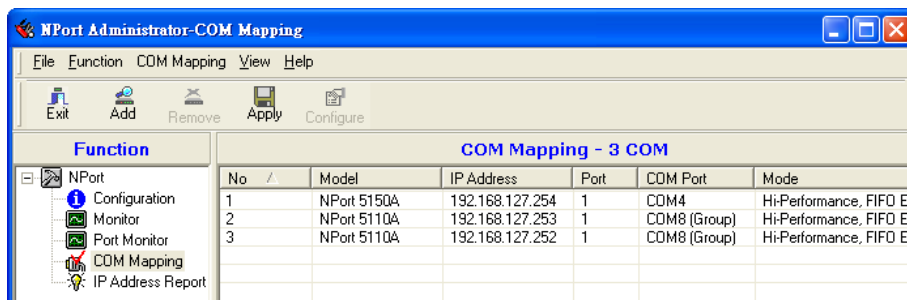 NPort Administrator-COM Mapping
File Function COM Mapping View Help
Exit Add Remove Apply Configure
Function
COM Mapping - 3 COM
NPort
Configuration
Monitor
Port Monitor
COM Mapping
IP Address Report
No Model IP Address Port COM Port Mode
1 NPort 5150A 192.168.127.254 1 COM4 Hi-Performance, FIFO E
2 NPort 5110A 192.168.127.253 1 COM8 (Group) Hi-Performance, FIFO E
3 NPort 5110A 192.168.127.252 1 COM8 (Group) Hi-Performance, FIFO E